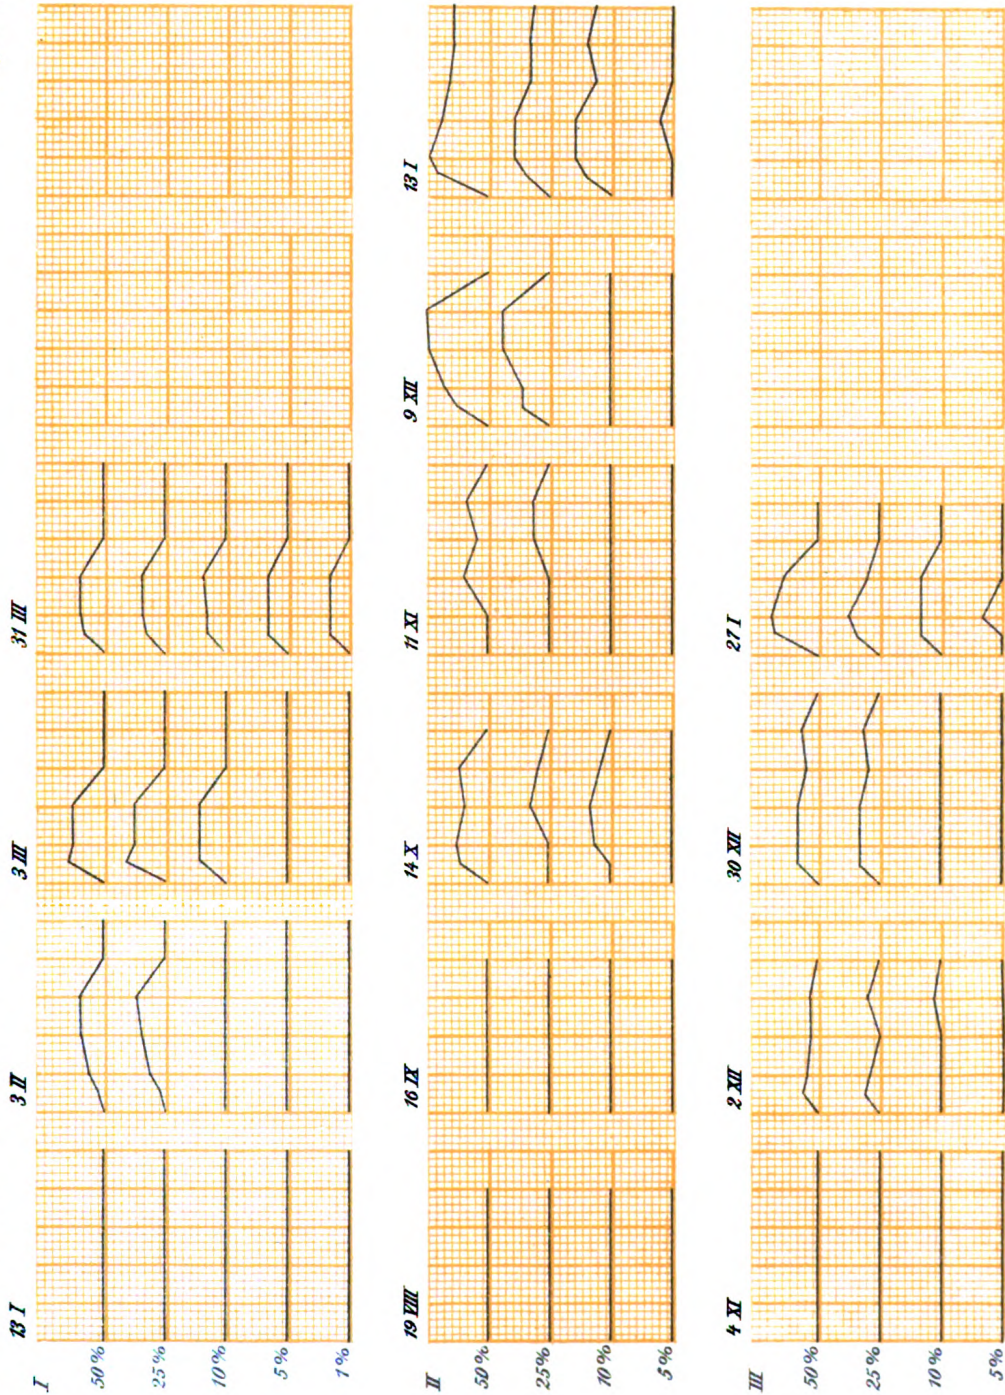 I
13 I
3 II
3 III
31 III
50 %
25 %
10 %
5 %
1 %
II
19 VIII
16 IX
14 X
11 XI
9 XII
13 I
50 %
25 %
10 %
5 %
III
4 XI
2 XII
30 XII
27 I
50 %
25 %
10 %
5 %